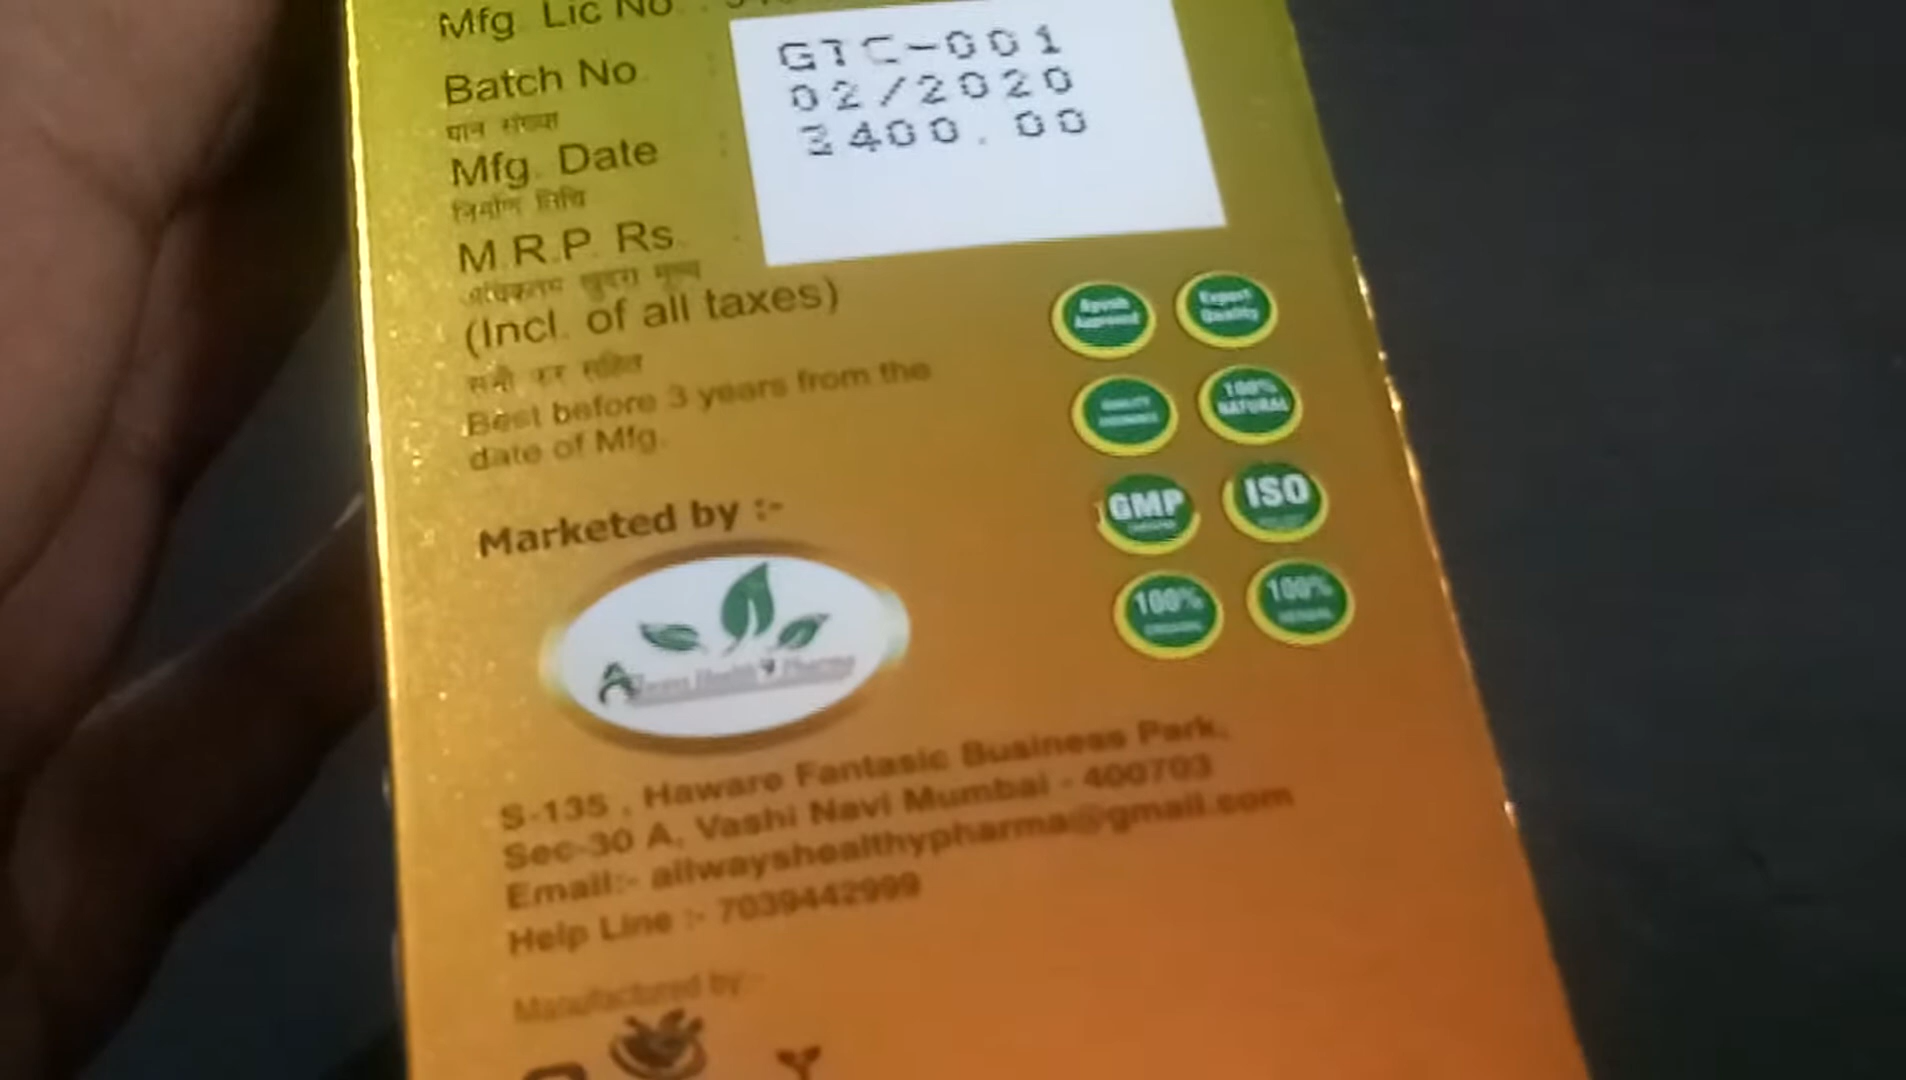 Mfg. Lic No. :
GTC-001
Batch No :
02/2020
घान संख्या
3400.00
Mfg. Date :
निर्माण तिथि
M.R.P. Rs. :
अधिकतम खुदरा मूल्य
(Incl. of all taxes)
सभी कर सहित
Best before 3 years from the
date of Mfg.
Ayush Approved
Export Quality
100% NATURAL
GMP
ISO
100%
100%
Marketed by :-
S-135 , Haware Fantasic Business Park,
Sec-30 A, Vashi Navi Mumbai - 400703
Email:- allwayshealthypharma@gmail.com
Help Line :- 7039442999
Manufactured by:-